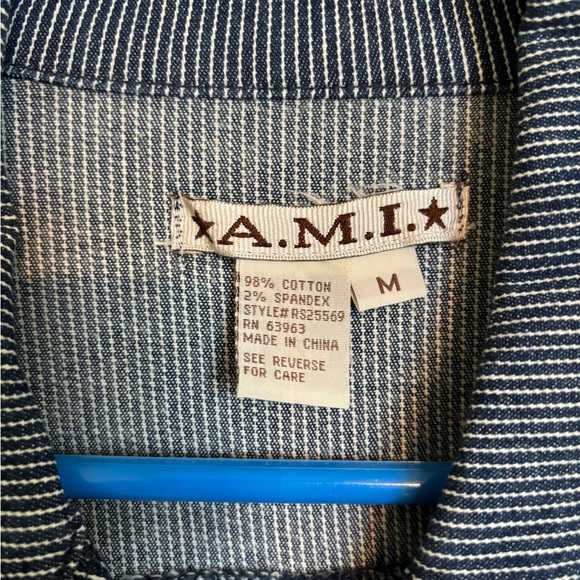 ★A.M.I.★
M
98% COTTON
2% SPANDEX
STYLE# RS25569
RN 63963
MADE IN CHINA
SEE REVERSE
FOR CARE